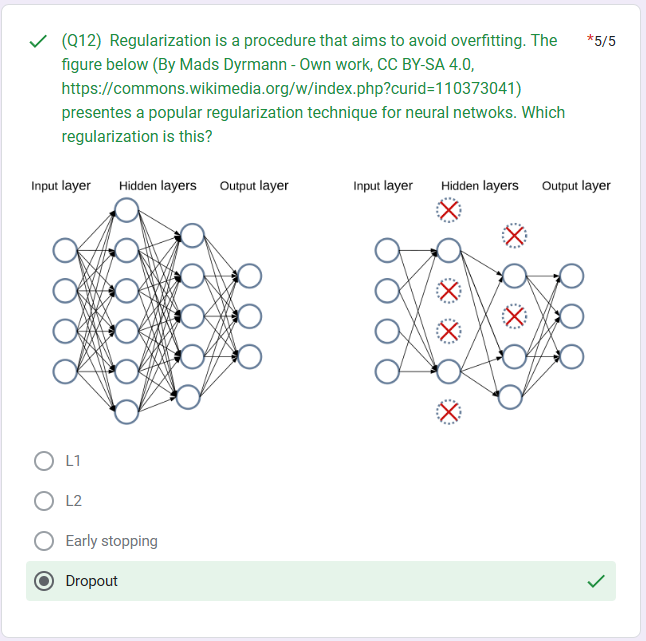 (Q12)  Regularization is a procedure that aims to avoid overfitting. The
*5/5
figure below (By Mads Dyrmann - Own work, CC BY-SA 4.0,
https://commons.wikimedia.org/w/index.php?curid=110373041)
presentes a popular regularization technique for neural netwoks. Which
regularization is this?
Input layer Hidden layers Output layer Input layer Hidden layers Output layer
L1
L2
Early stopping
Dropout